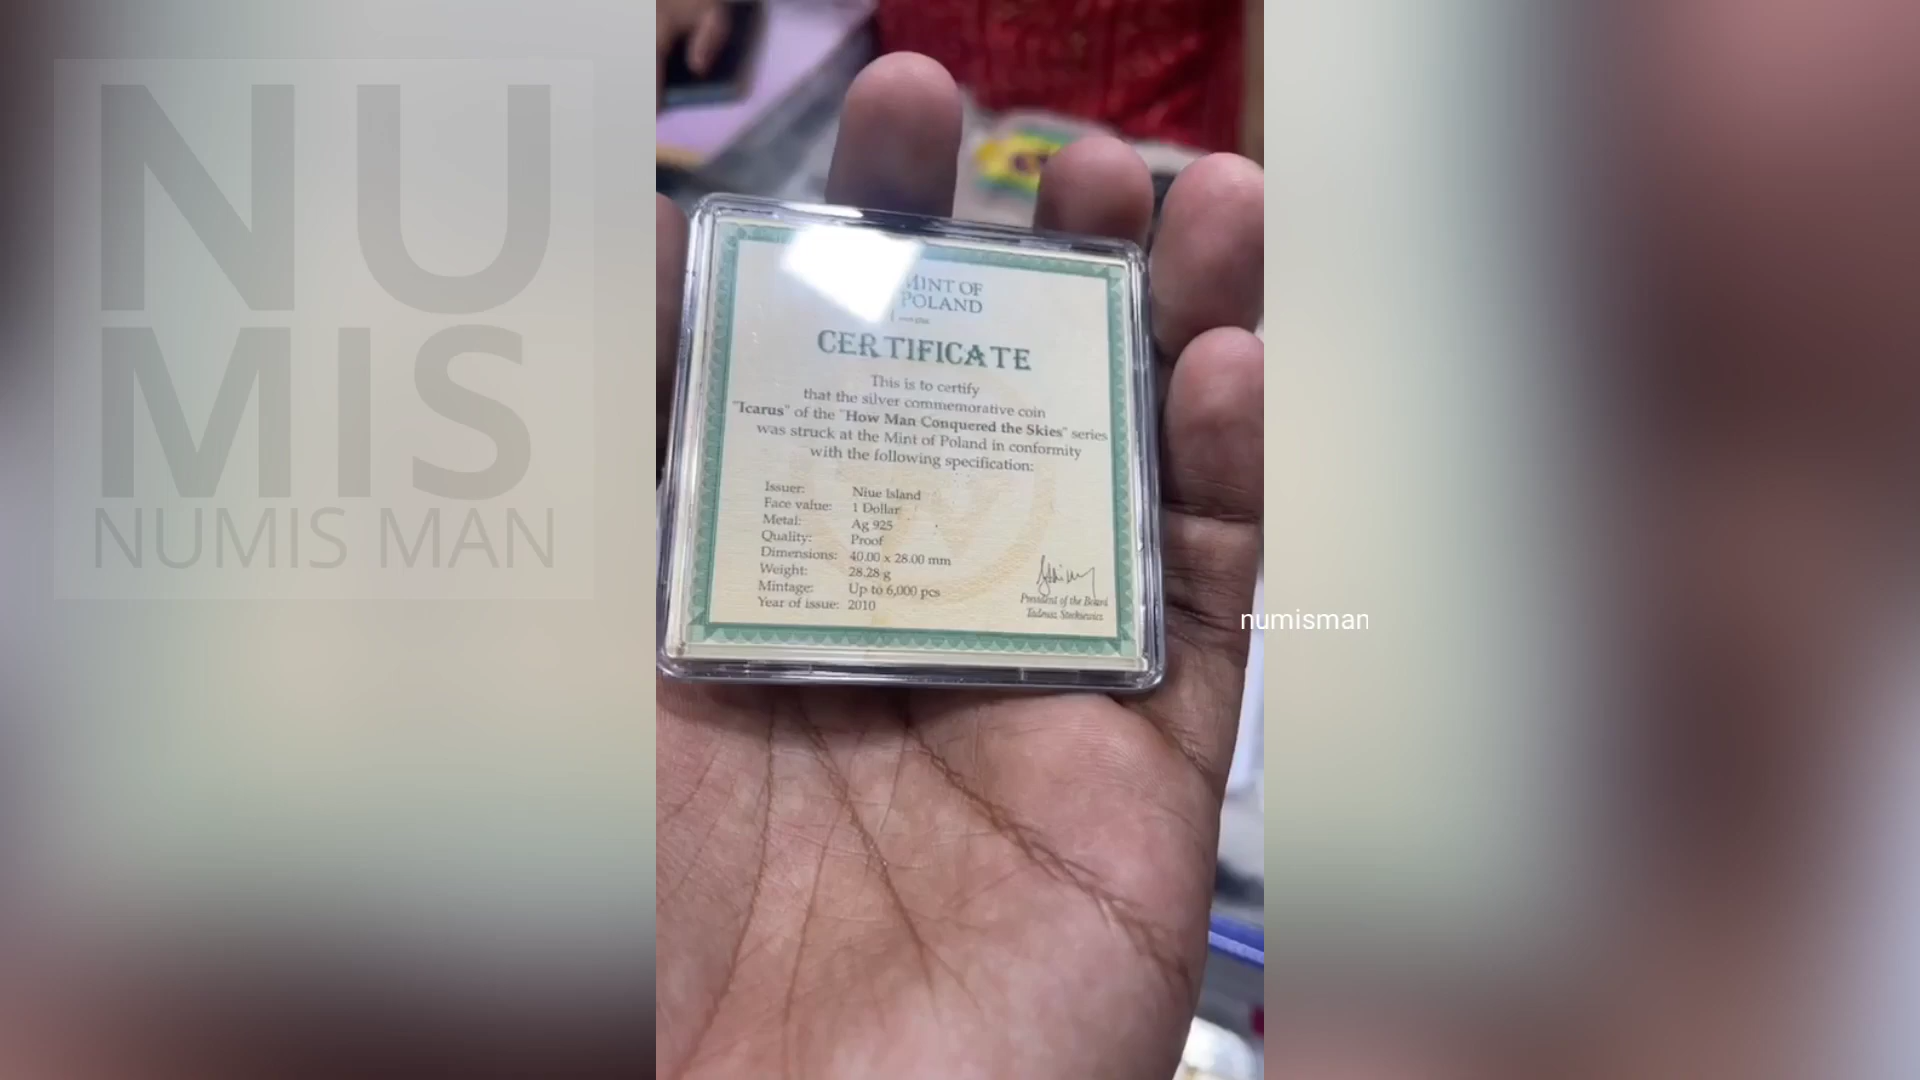 NU
MIS
NUMIS MAN
MINT OF
POLAND
CERTIFICATE
This is to certify
that the silver commemorative coin
"Icarus" of the "How Man Conquered the Skies" series
was struck at the Mint of Poland in conformity
with the following specification:
Issuer: Niue Island
Face value: 1 Dollar
Metal: Ag 925
Quality: Proof
Dimensions: 40.00 x 28.00 mm
Weight: 28.28 g
Mintage: Up to 6,000 pcs
Year of issue: 2010
President of the Board
numisman